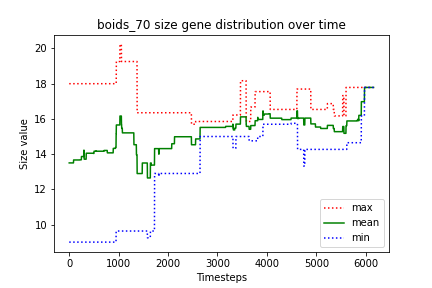 boids_70 size gene distribution over time
Size value
20
18
16
14
12
10
0
1000
2000
3000
4000
5000
6000
Timesteps
max
mean
min